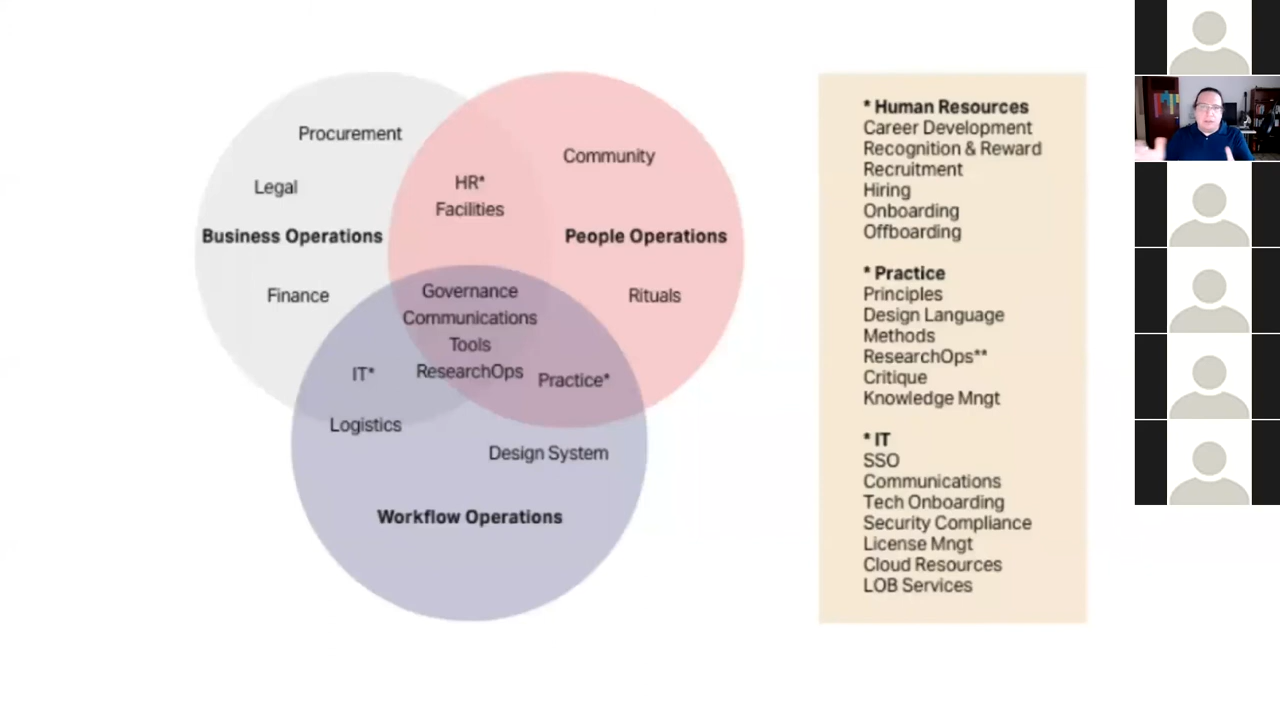 Procurement
Legal
Business Operations
Finance
HR*
Facilities
Community
People Operations
Rituals
Governance
Communications
Tools
ResearchOps
Practice*
IT*
Logistics
Design System
Workflow Operations
* Human Resources
Career Development
Recognition & Reward
Recruitment
Hiring
Onboarding
Offboarding
* Practice
Principles
Design Language
Methods
ResearchOps**
Critique
Knowledge Mngt
* IT
SSO
Communications
Tech Onboarding
Security Compliance
License Mngt
Cloud Resources
LOB Services